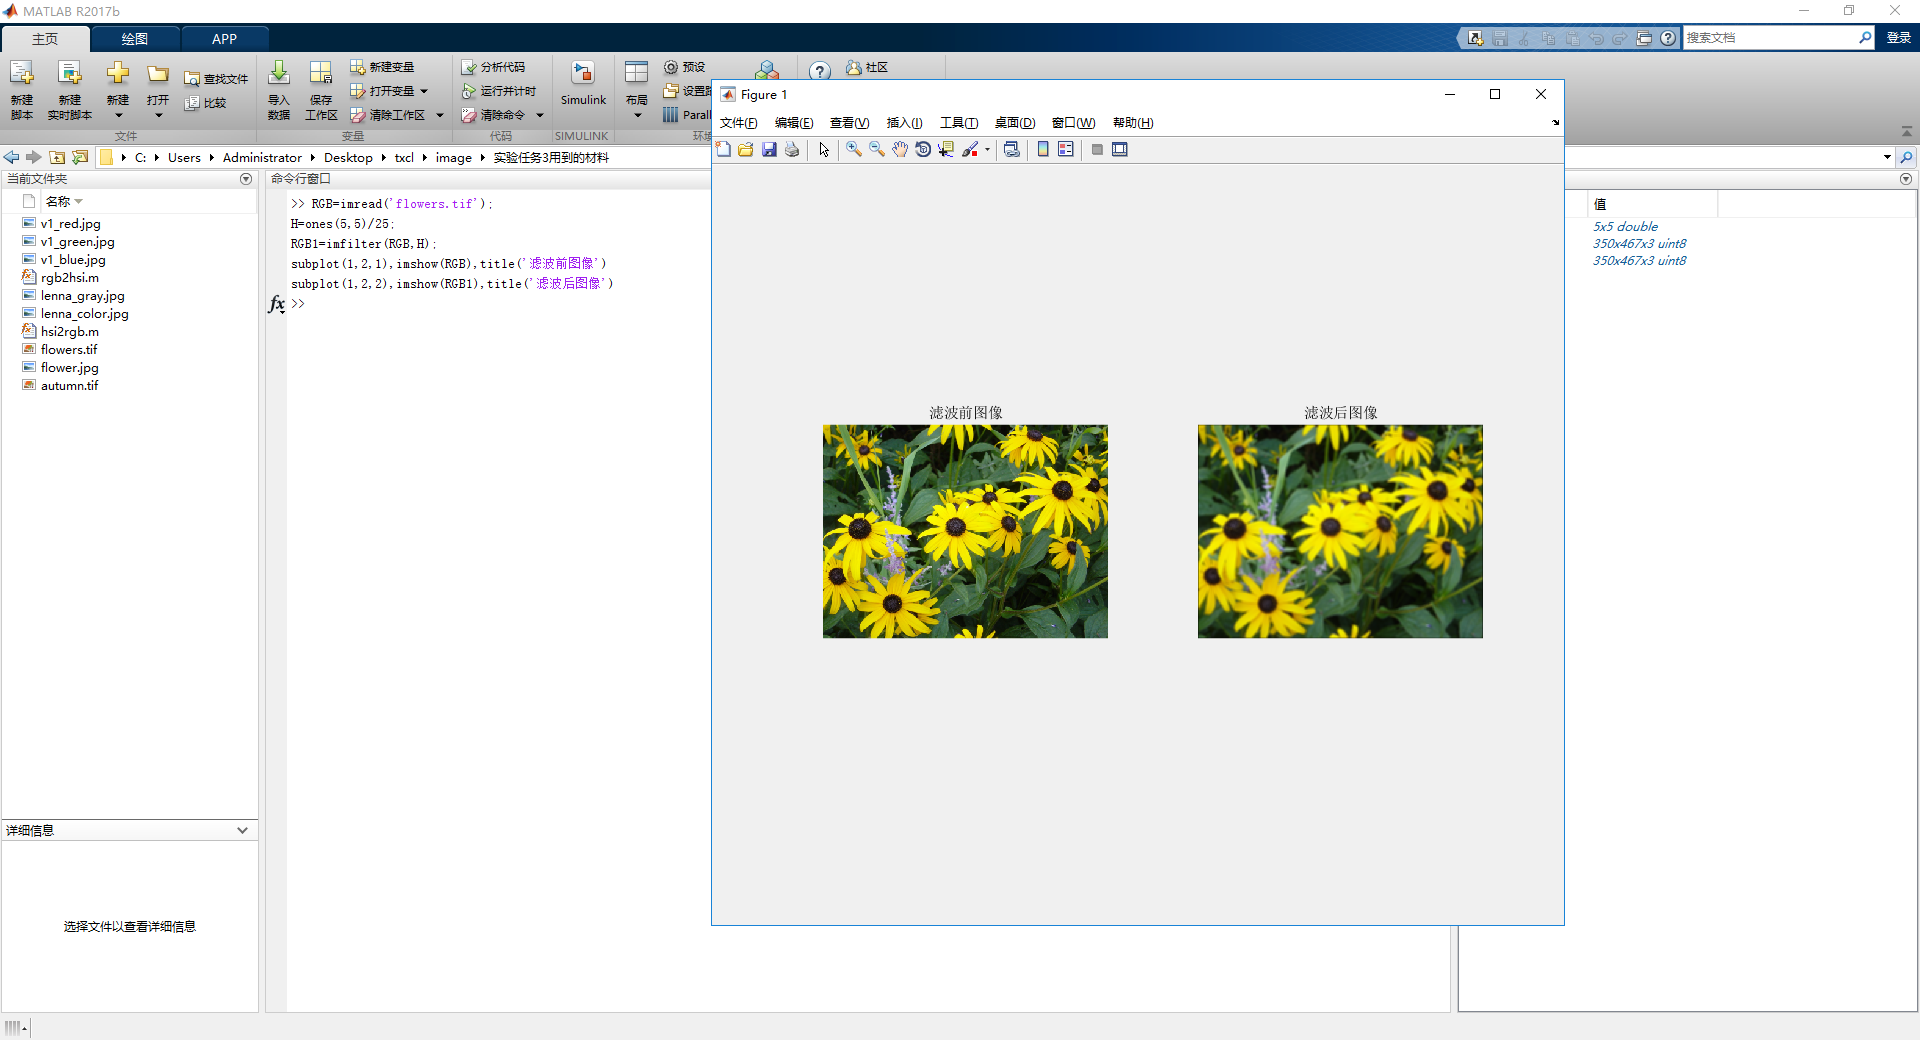 MATLAB R2017b
主页 绘图 APP
搜索文档 登录
新建脚本 新建实时脚本 新建 打开 查找文件 比较
文件
导入数据 保存工作区 新建变量 打开变量 清除工作区
变量
分析代码 运行并计时 清除命令
代码
Simulink
SIMULINK
布局 预设 设置路 Parall
环境
社区
C: Users Administrator Desktop txcl image 实验任务3用到的材料
当前文件夹
名称
v1_red.jpg
v1_green.jpg
v1_blue.jpg
rgb2hsi.m
lenna_gray.jpg
lenna_color.jpg
hsi2rgb.m
flowers.tif
flower.jpg
autumn.tif
详细信息
选择文件以查看详细信息
命令行窗口
>> RGB=imread('flowers.tif');
H=ones(5,5)/25;
RGB1=imfilter(RGB,H);
subplot(1,2,1),imshow(RGB),title('滤波前图像')
subplot(1,2,2),imshow(RGB1),title('滤波后图像')
fx >>
Figure 1
文件(F) 编辑(E) 查看(V) 插入(I) 工具(T) 桌面(D) 窗口(W) 帮助(H)
滤波前图像
滤波后图像
值
5x5 double
350x467x3 uint8
350x467x3 uint8